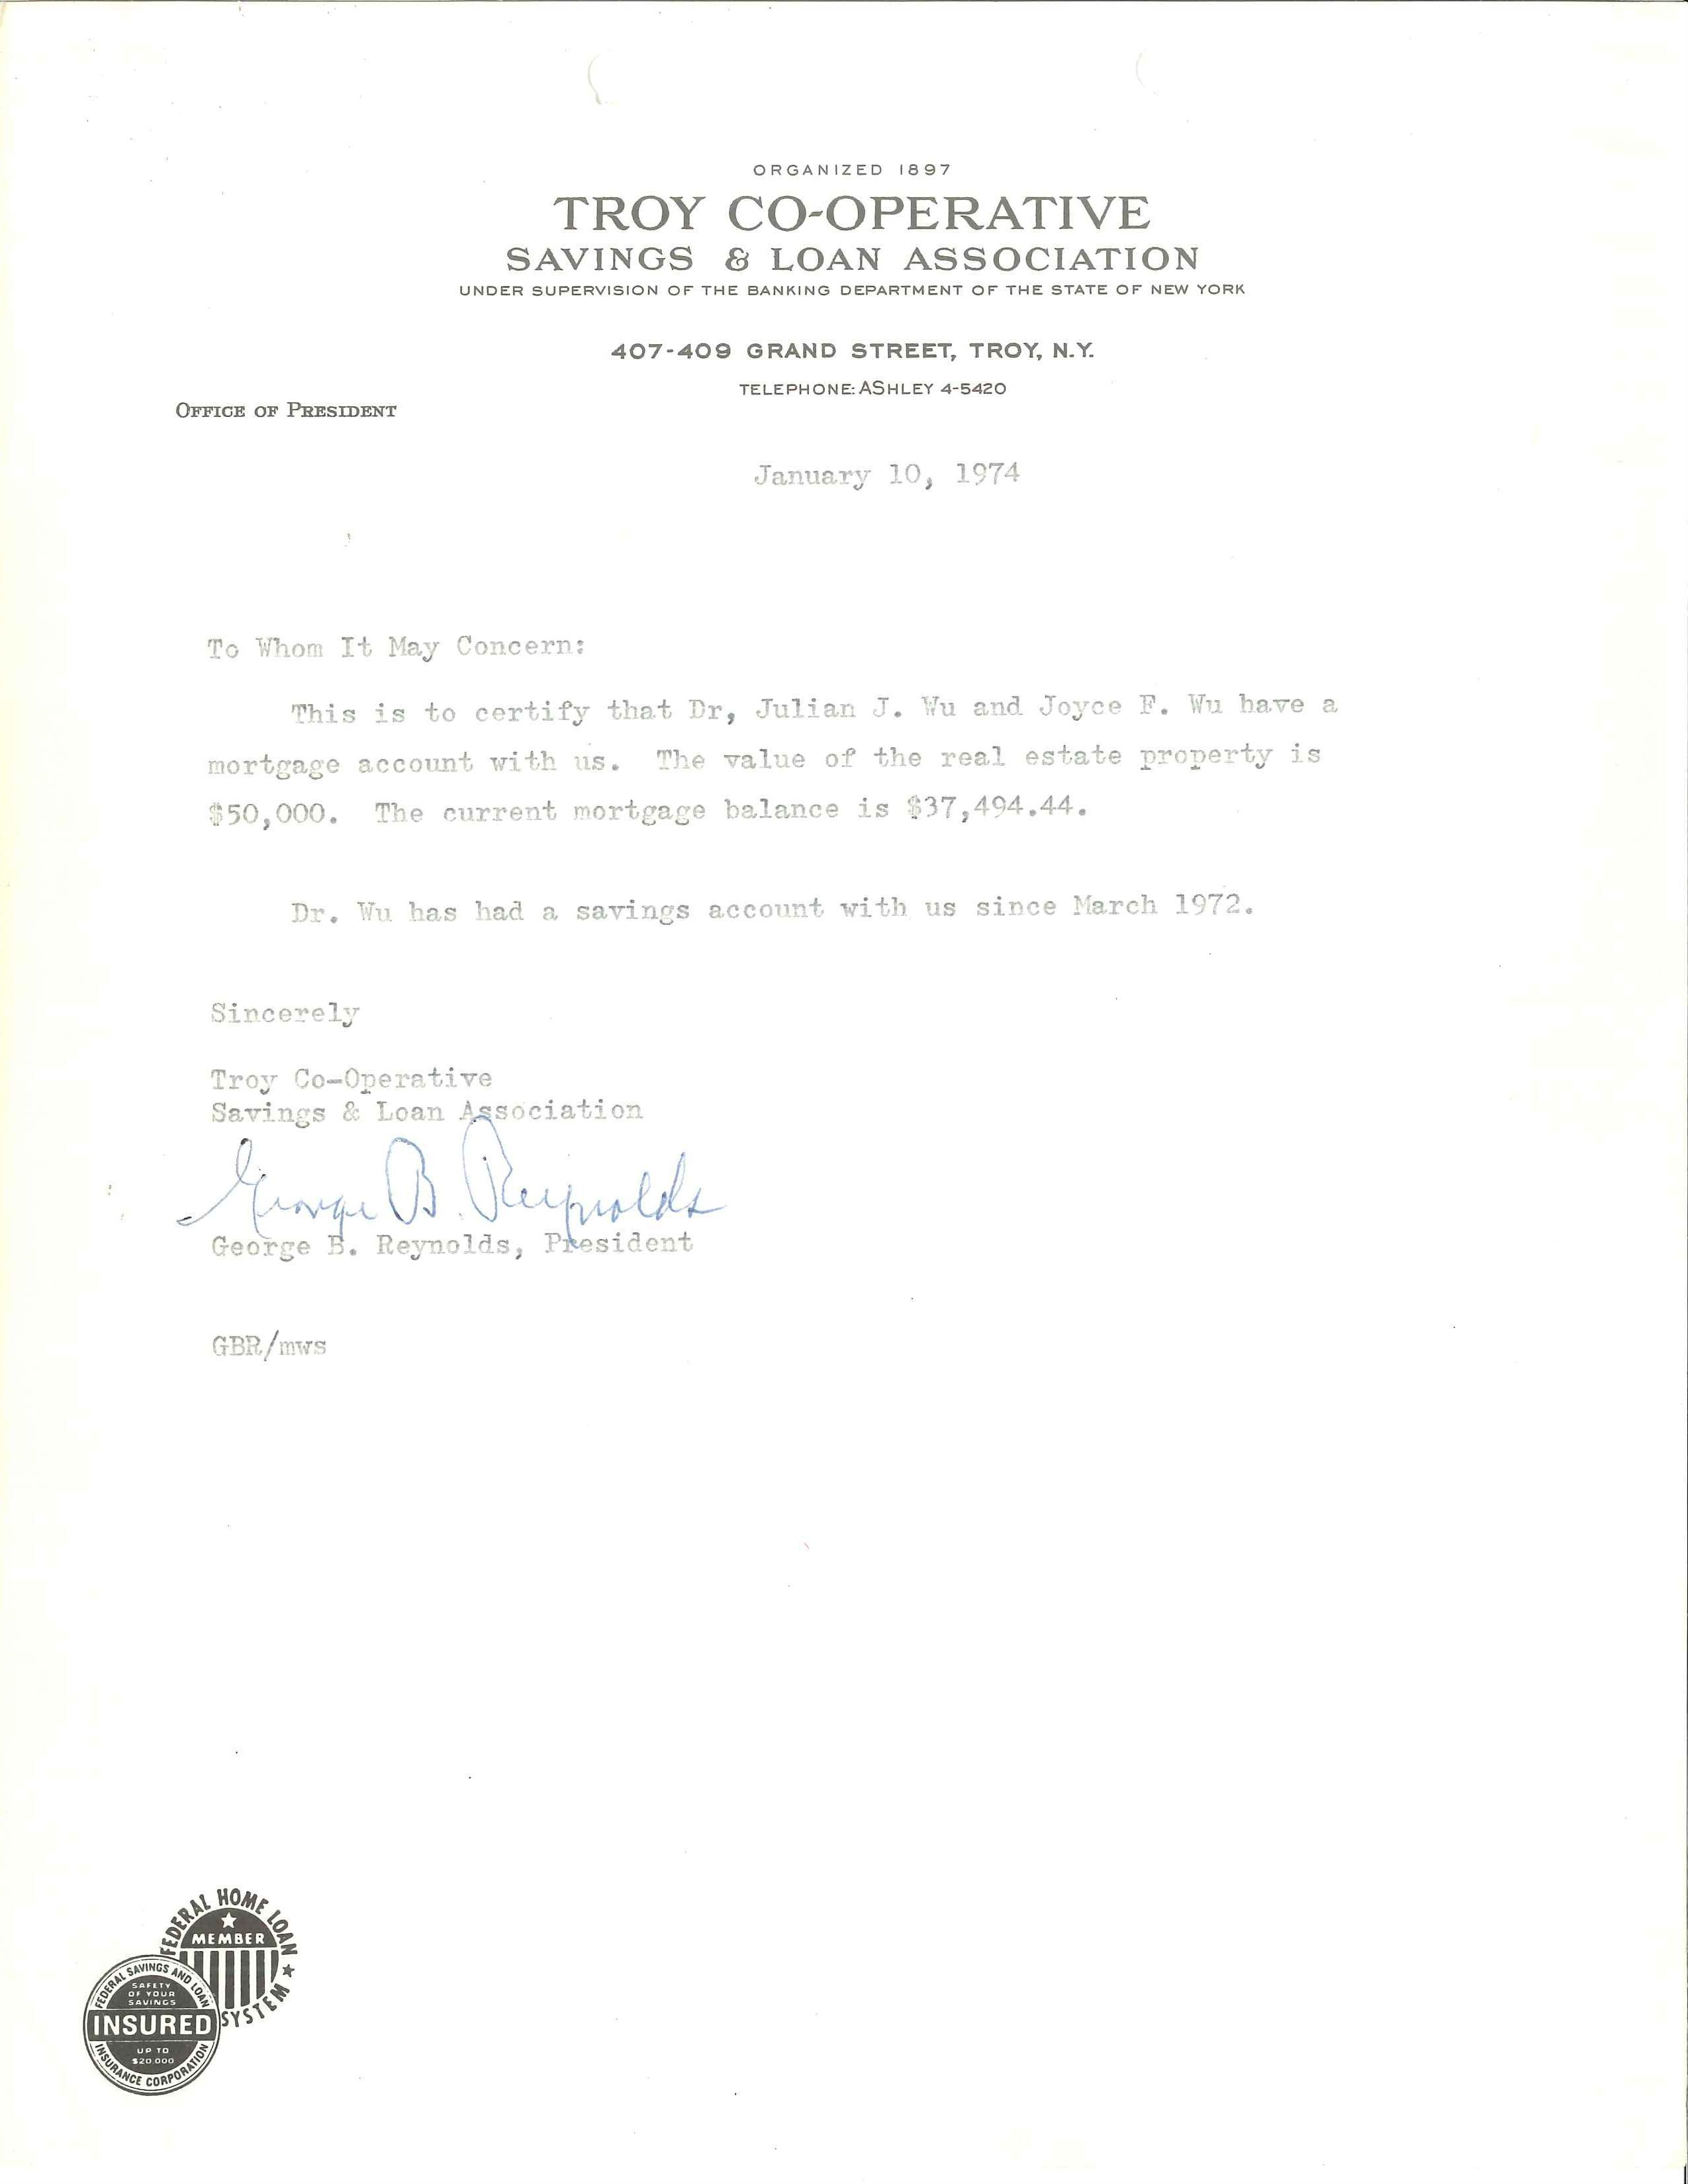 ORGANIZED 1897
TROY CO-OPERATIVE
SAVINGS & LOAN ASSOCIATION
UNDER SUPERVISION OF THE BANKING DEPARTMENT OF THE STATE OF NEW YORK
407-409 GRAND STREET, TROY, N.Y.
TELEPHONE: ASHLEY 4-5420
OFFICE OF PRESIDENT
January 10, 1974
To Whom It May Concern:
This is to certify that Dr, Julian J. Wu and Joyce F. Wu have a
mortgage account with us. The value of the real estate property is
$50,000. The current mortgage balance is $37,494.44.
Dr. Wu has had a savings account with us since March 1972.
Sincerely
Troy Co-Operative
Savings & Loan Association
George B. Reynolds
George B. Reynolds, President
GBR/mws
FEDERAL HOME LOAN
MEMBER
SYSTEM
FEDERAL SAVINGS AND LOAN
SAFETY
OF YOUR
SAVINGS
INSURED
UP TO
$20,000
INSURANCE CORPORATION